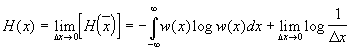 H(x) = lim_{Δx→0} [H(x̅)] = −∫_{−∞}^{∞} w(x) log w(x) dx + lim_{Δx→0} log 1/Δx